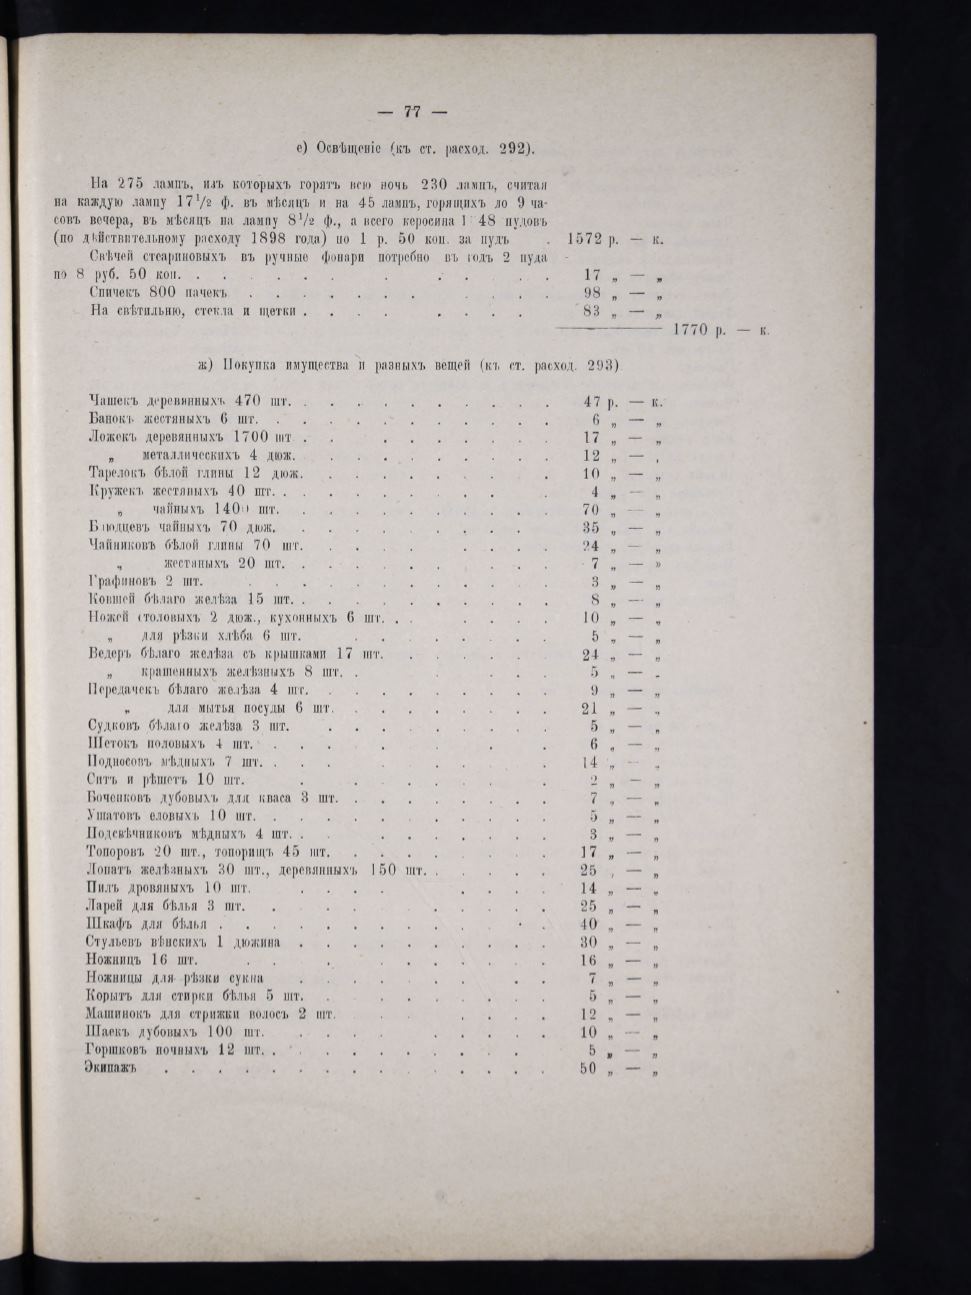 — 77 —
е) Освѣщеніе (къ ст. расход. 292).
На 275 лампъ, изъ которыхъ горятъ всю ночь 230 лампъ, считая
на каждую лампу 17½ ф. въ мѣсяцъ и на 45 лампъ, горящихъ до 9 ча-
совъ вечера, въ мѣсяцъ на лампу 8½ ф., а всего керосина 1 48 пудовъ
(по дѣйствительному расходу 1898 года) по 1 р. 50 коп. за пудъ . 1572 р. — к.
Свѣчей стеариновыхъ въ ручные фонари потребно въ годъ 2 пуда
по 8 руб. 50 коп. . . . . . . . . . . 17 „ — „
Спичекъ 800 пачекъ . . . . . . . . . . 98 „ — „
На свѣтильню, стекла и щетки . . . . . . . . 83 „ — „
1770 р. — к.
ж) Покупка имущества и разныхъ вещей (къ ст. расход. 293)
Чашекъ деревянныхъ 470 шт. . . . . . . . . . 47 р. — к.
Банокъ жестяныхъ 6 шт. . . . . . . . . . . 6 „ — „
Ложекъ деревянныхъ 1700 шт . . . . . . . . . 17 „ — „
„ металлическихъ 4 дюж. . . . . . . . . 12 „ — „
Тарелокъ бѣлой глины 12 дюж. . . . . . . . . 10 „ — „
Кружекъ жестяныхъ 40 шт. . . . . . . . . . 4 „ — „
„ чайныхъ 1400 шт. . . . . . . . . . 70 „ — „
Блюдцевъ чайныхъ 70 дюж. . . . . . . . . . 35 „ — „
Чайниковъ бѣлой глины 70 шт. . . . . . . . . 24 „ — „
„ жестяныхъ 20 шт. . . . . . . . . . 7 „ — „
Графиновъ 2 шт. . . . . . . . . . . . 3 „ — „
Ковшей бѣлаго желѣза 15 шт. . . . . . . . . . 8 „ — „
Ножей столовыхъ 2 дюж., кухонныхъ 6 шт. . . . . . . 10 „ — „
„ для рѣзки хлѣба 6 шт. . . . . . . . . 5 „ — „
Ведеръ бѣлаго желѣза съ крышками 17 шт. . . . . . . 24 „ — „
„ крашенныхъ желѣзныхъ 8 шт. . . . . . . 5 „ — „
Передачекъ бѣлаго желѣза 4 шт. . . . . . . . . 9 „ — „
„ для мытья посуды 6 шт. . . . . . . . . 21 „ — „
Судковъ бѣлаго желѣза 3 шт. . . . . . . . . . 5 „ — „
Щетокъ половыхъ 4 шт. . . . . . . . . 6 „ — „
Подносовъ мѣдныхъ 7 шт. . . . . . . . . . 14 „ — „
Ситъ и рѣшетъ 10 шт. . . . . . . . . 2 „ — „
Боченковъ дубовыхъ для кваса 3 шт. . . . . . . . . 7 „ — „
Ушатовъ еловыхъ 10 шт. . . . . . . . . . . 5 „ — „
Подсвѣчниковъ мѣдныхъ 4 шт. . . . . . . . . 3 „ — „
Топоровъ 20 шт., топорищъ 45 шт. . . . . . . . . 17 „ — „
Лопатъ желѣзныхъ 30 шт., деревянныхъ 150 шт. . . . . . 25 „ — „
Пилъ дровяныхъ 10 шт. . . . . . . . . 14 „ — „
Ларей для бѣлья 3 шт. . . . . . . . . . 25 „ — „
Шкафъ для бѣлья . . . . . . . . . . . . 40 „ — „
Стульевъ вѣнскихъ 1 дюжина . . . . . . . . . . 30 „ — „
Ножницъ 16 шт. . . . . . . . . . . 16 „ — „
Ножницы для рѣзки сукна . . . . . . . . 7 „ — „
Корытъ для стирки бѣлья 5 шт. . . . . . . . . 5 „ — „
Машинокъ для стрижки волосъ 2 шт. . . . . . . 12 „ — „
Шаекъ дубовыхъ 100 шт. . . . . . . . . . 10 „ — „
Горшковъ ночныхъ 12 шт. . . . . . . . . . . 5 „ — „
Экипажъ . . . . . . . . . . . . . . 50 „ — „